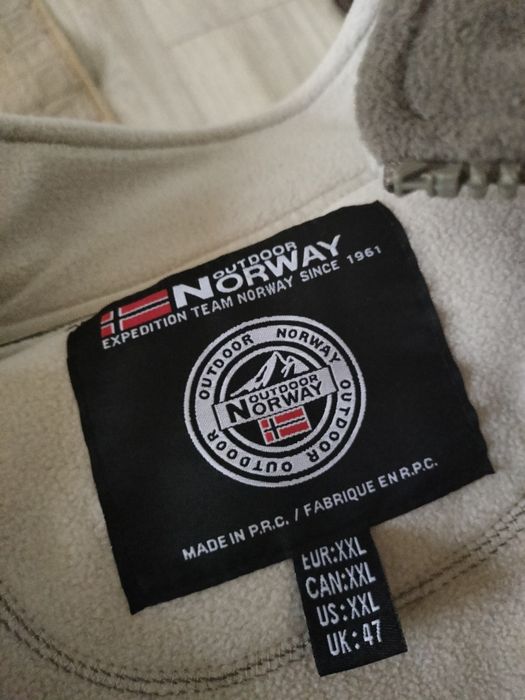 OUTDOOR
NORWAY
EXPEDITION TEAM NORWAY SINCE 1961
OUTDOOR NORWAY
OUTDOOR
NORWAY
OUTDOOR OUTDOOR
MADE IN P.R.C. / FABRIQUE EN R.P.C.
EUR:XXL
CAN:XXL
US:XXL
UK:47